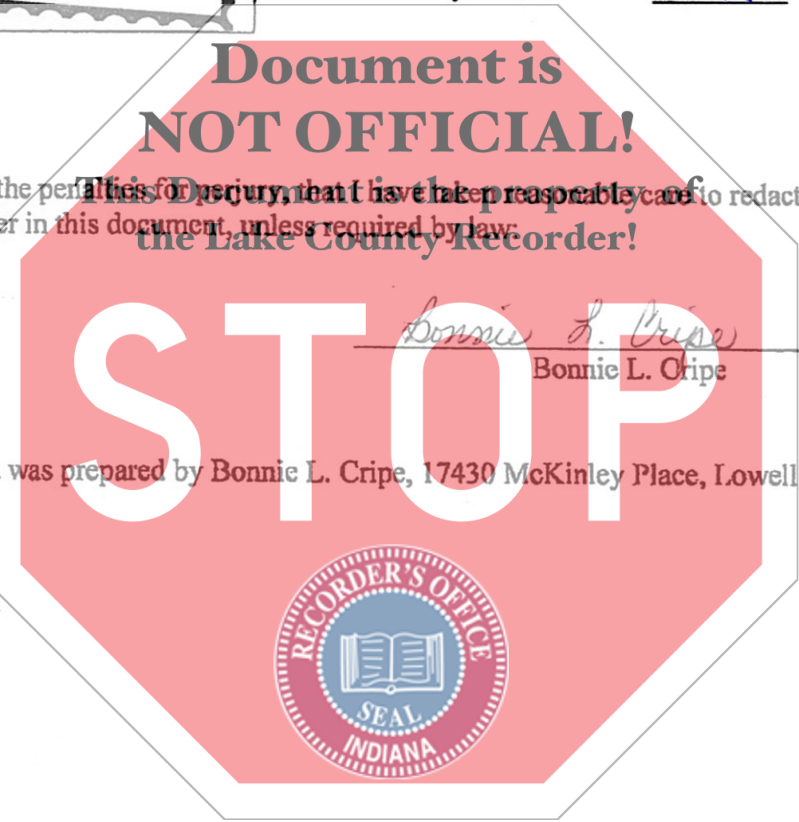 Document is
NOT OFFICIAL!
This Document is the property of
the Lake County Recorder!
the penalties for perjury, that I have taken reasonable care to redact
er in this document, unless required by law.
Bonnie L. Cripe
Bonnie L. Cripe
was prepared by Bonnie L. Cripe, 17430 McKinley Place, Lowell
STOP
RECORDER'S OFFICE
SEAL
INDIANA